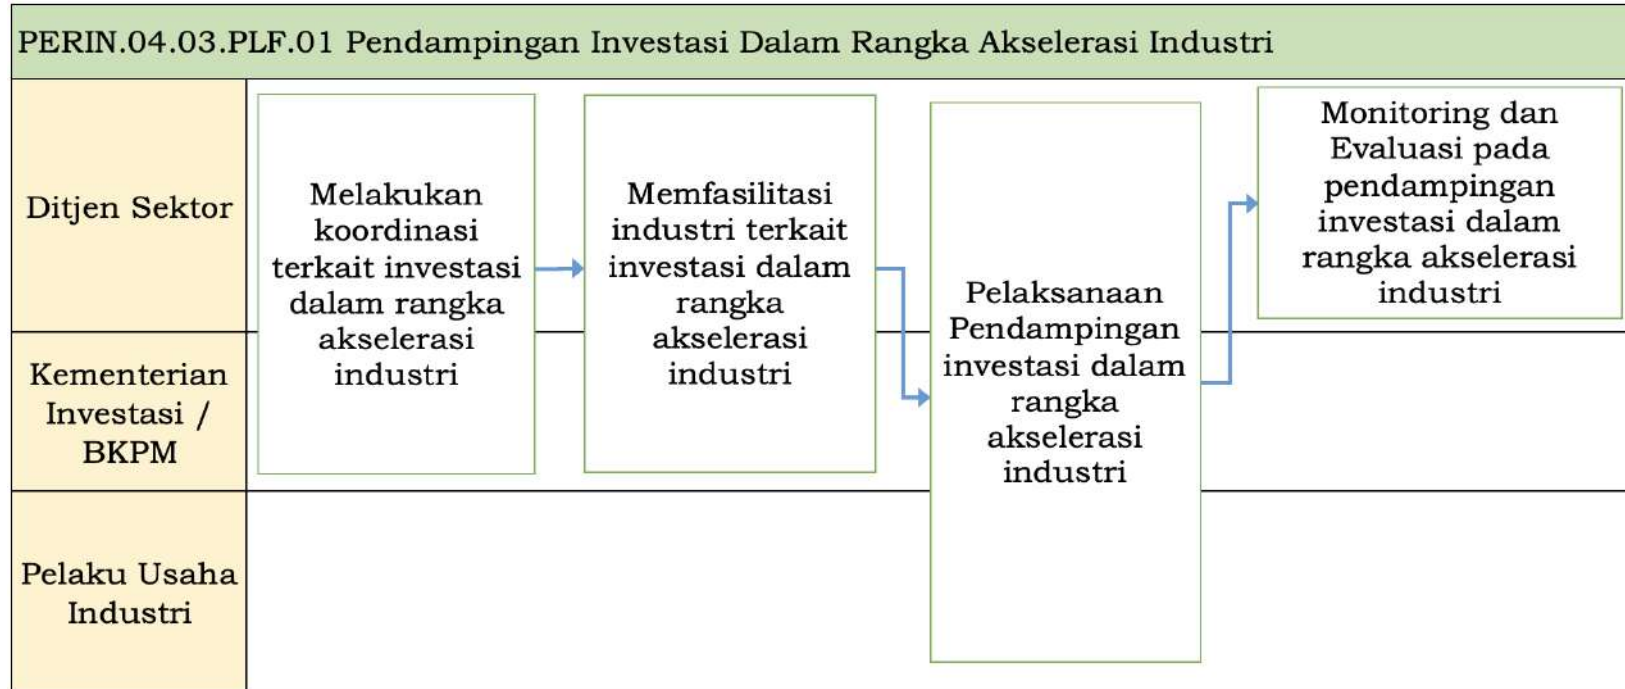 PERIN.04.03.PLF.01 Pendampingan Investasi Dalam Rangka Akselerasi Industri
Ditjen Sektor
Melakukan
koordinasi
terkait investasi
dalam rangka
akselerasi
industri
Memfasilitasi
industri terkait
investasi dalam
rangka
akselerasi
industri
Pelaksanaan
Pendampingan
investasi dalam
rangka
akselerasi
industri
Monitoring dan
Evaluasi pada
pendampingan
investasi dalam
rangka akselerasi
industri
Kementerian
Investasi /
BKPM
Pelaku Usaha
Industri